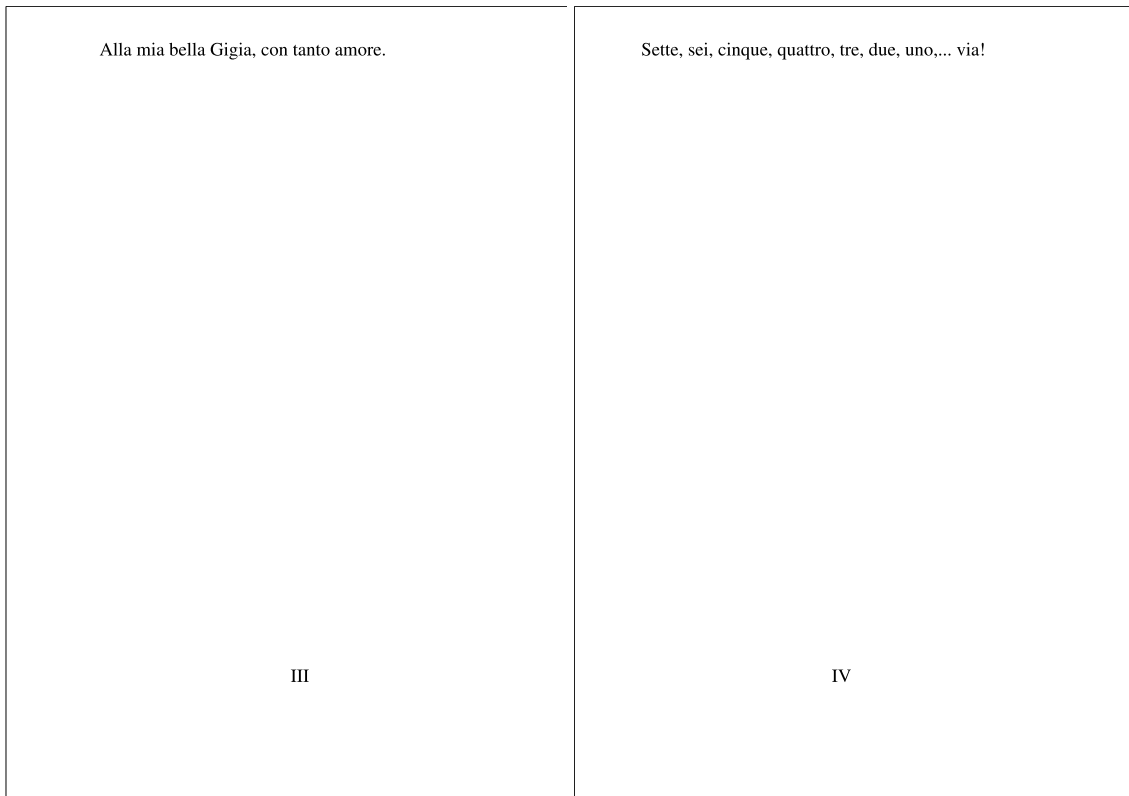 Alla mia bella Gigia, con tanto amore.
III
Sette, sei, cinque, quattro, tre, due, uno,... via!
IV